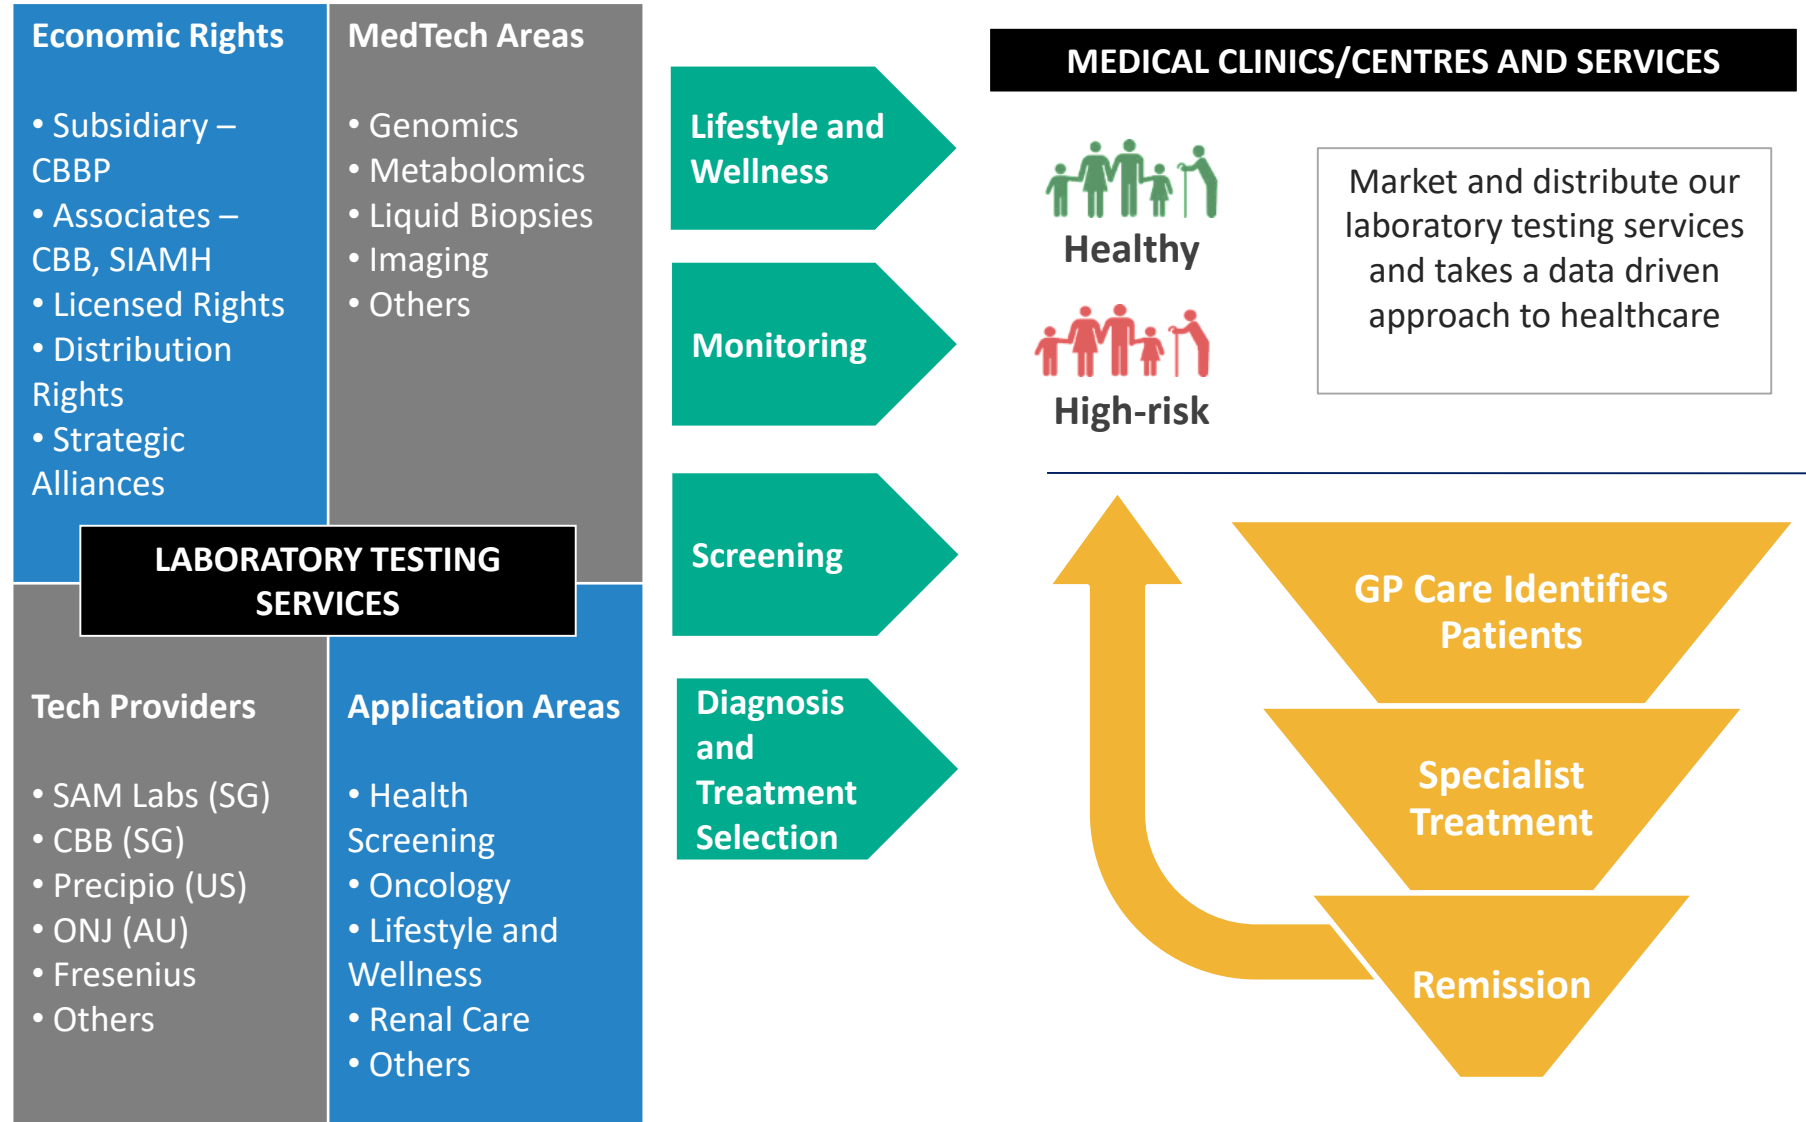 Economic Rights
• Subsidiary –
CBBP
• Associates –
CBB, SIAMH
• Licensed Rights
• Distribution
Rights
• Strategic
Alliances
MedTech Areas
• Genomics
• Metabolomics
• Liquid Biopsies
• Imaging
• Others
LABORATORY TESTING
SERVICES
Tech Providers
• SAM Labs (SG)
• CBB (SG)
• Precipio (US)
• ONJ (AU)
• Fresenius
• Others
Application Areas
• Health
Screening
• Oncology
• Lifestyle and
Wellness
• Renal Care
• Others
Lifestyle and
Wellness
Monitoring
Screening
Diagnosis
and
Treatment
Selection
MEDICAL CLINICS/CENTRES AND SERVICES
Healthy
High-risk
Market and distribute our
laboratory testing services
and takes a data driven
approach to healthcare
GP Care Identifies
Patients
Specialist
Treatment
Remission